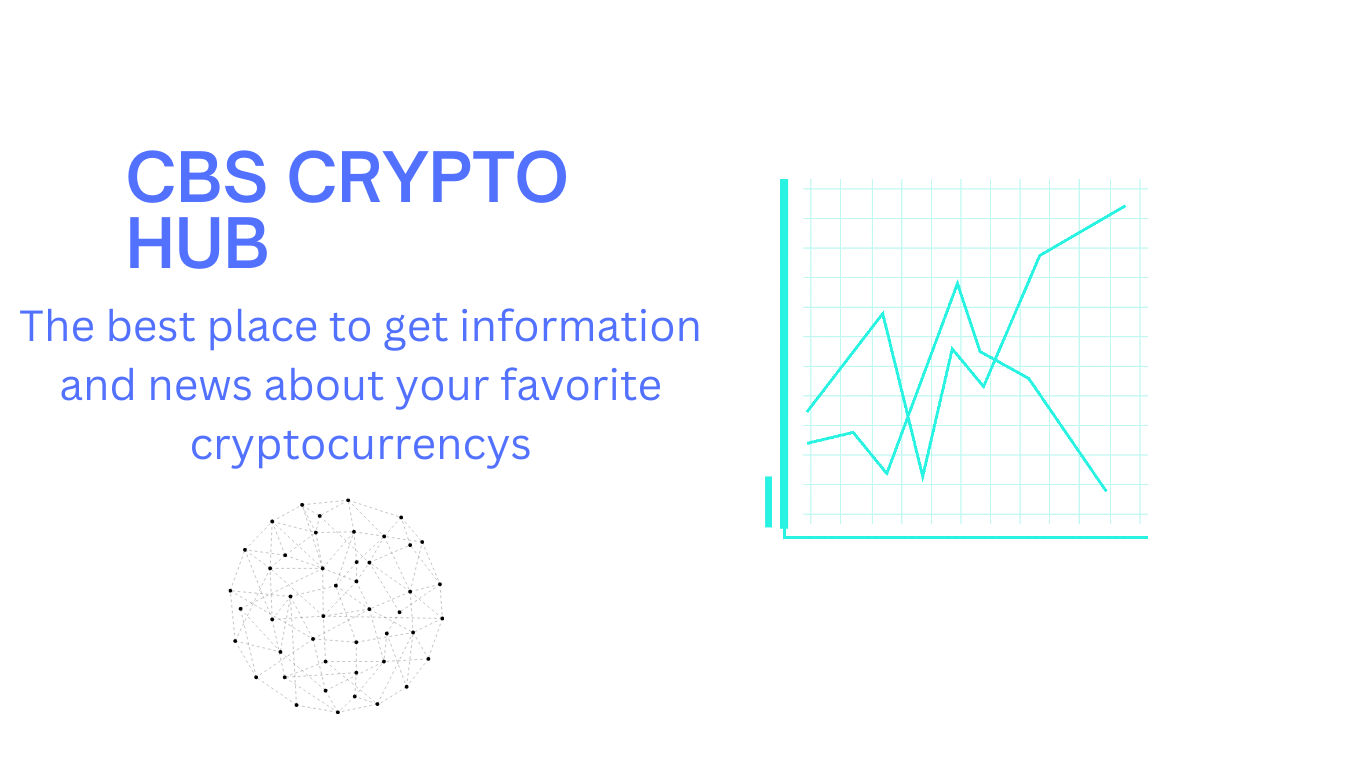 CBS CRYPTO
HUB
The best place to get information
and news about your favorite
cryptocurrencys